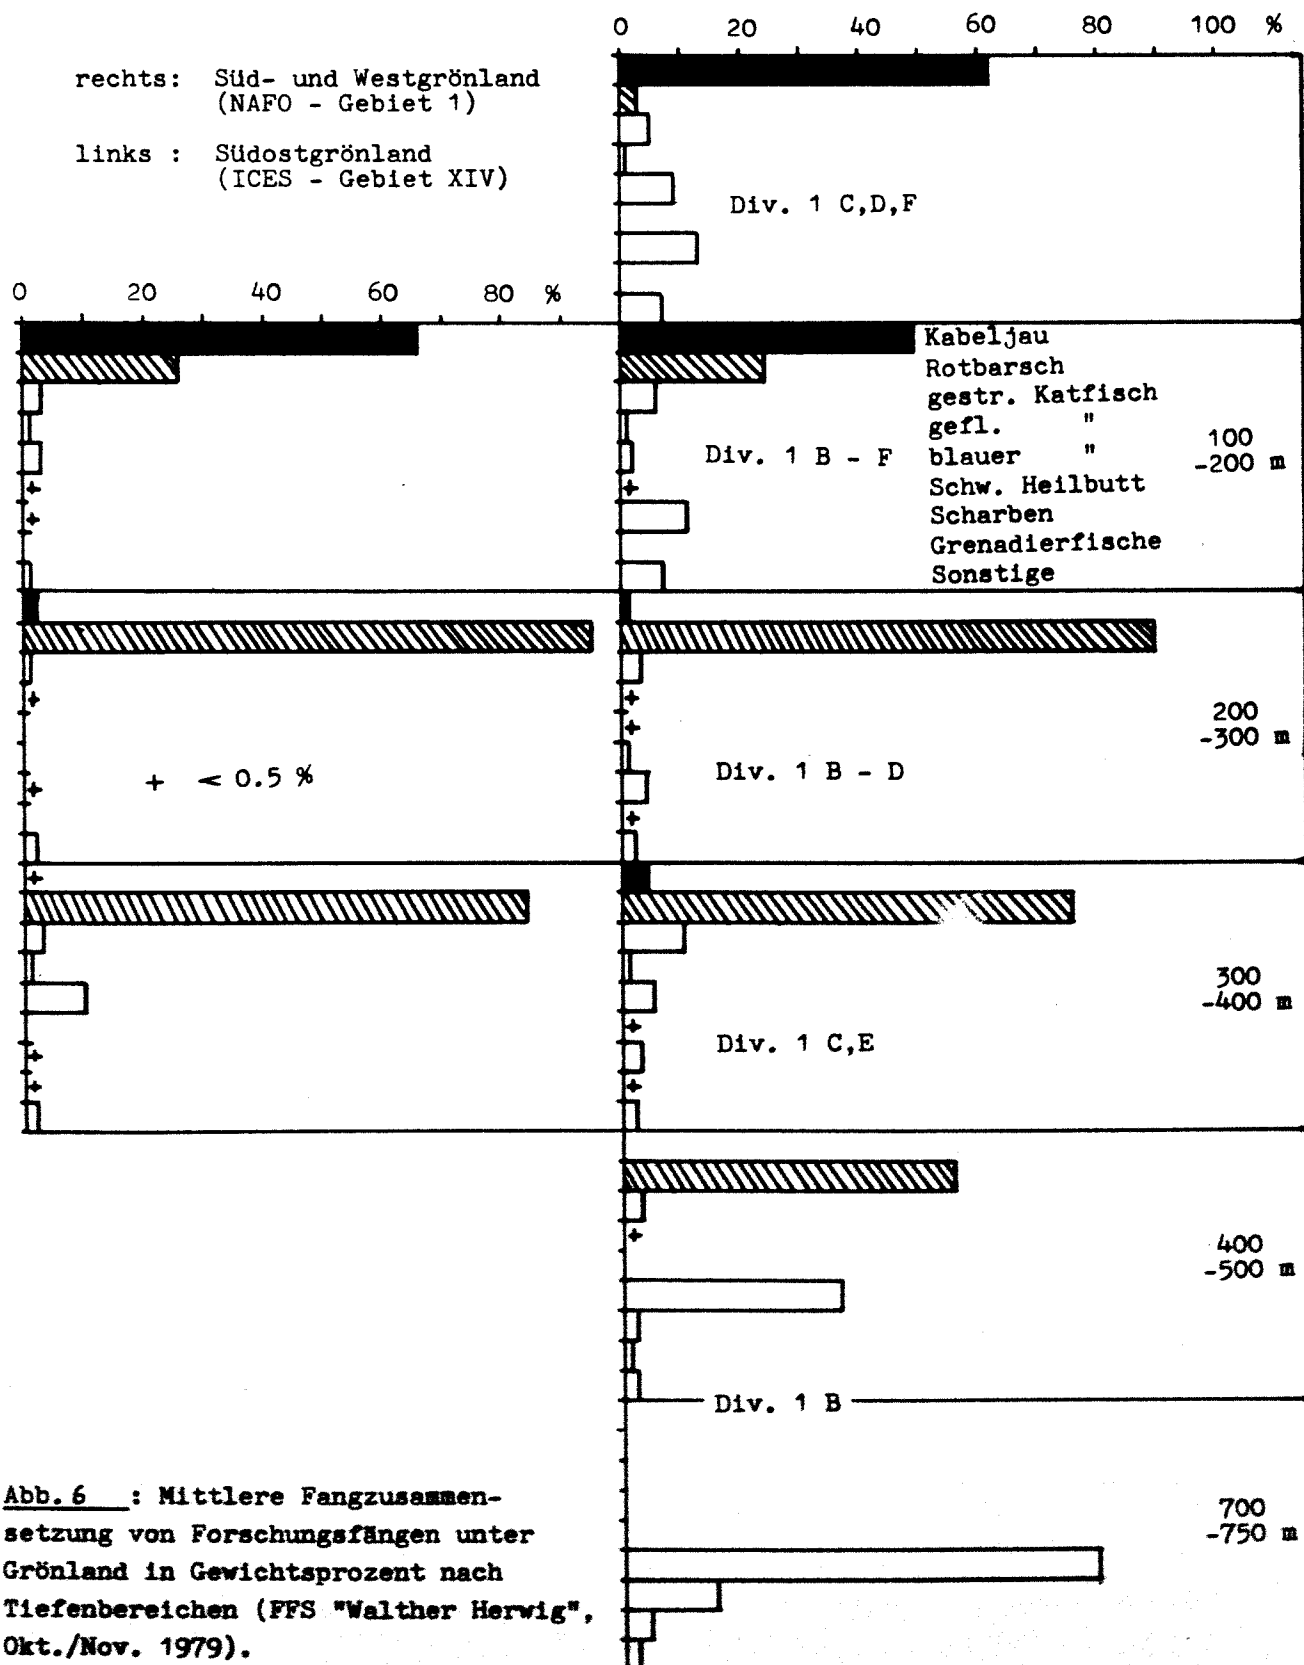 0 20 40 60 80 100 %
rechts: Süd- und Westgrönland
(NAFO - Gebiet 1)
links : Südostgrönland
(ICES - Gebiet XIV)
Div. 1 C,D,F
0 20 40 60 80 %
Kabeljau
Rotbarsch
gestr. Katfisch
gefl. "
Div. 1 B - F blauer "
100
-200 m
+ + Schw. Heilbutt
+ Scharben
Grenadierfische
Sonstige
+ +
+
200
-300 m
+ < 0.5 % Div. 1 B - D
+
+
+
300
-400 m
+
Div. 1 C,E
+
+ +
+
400
-500 m
Div. 1 B
700
-750 m
Abb. 6 : Mittlere Fangzusammen-
setzung von Forschungsfängen unter
Grönland in Gewichtsprozent nach
Tiefenbereichen (FFS "Walther Herwig",
Okt./Nov. 1979).